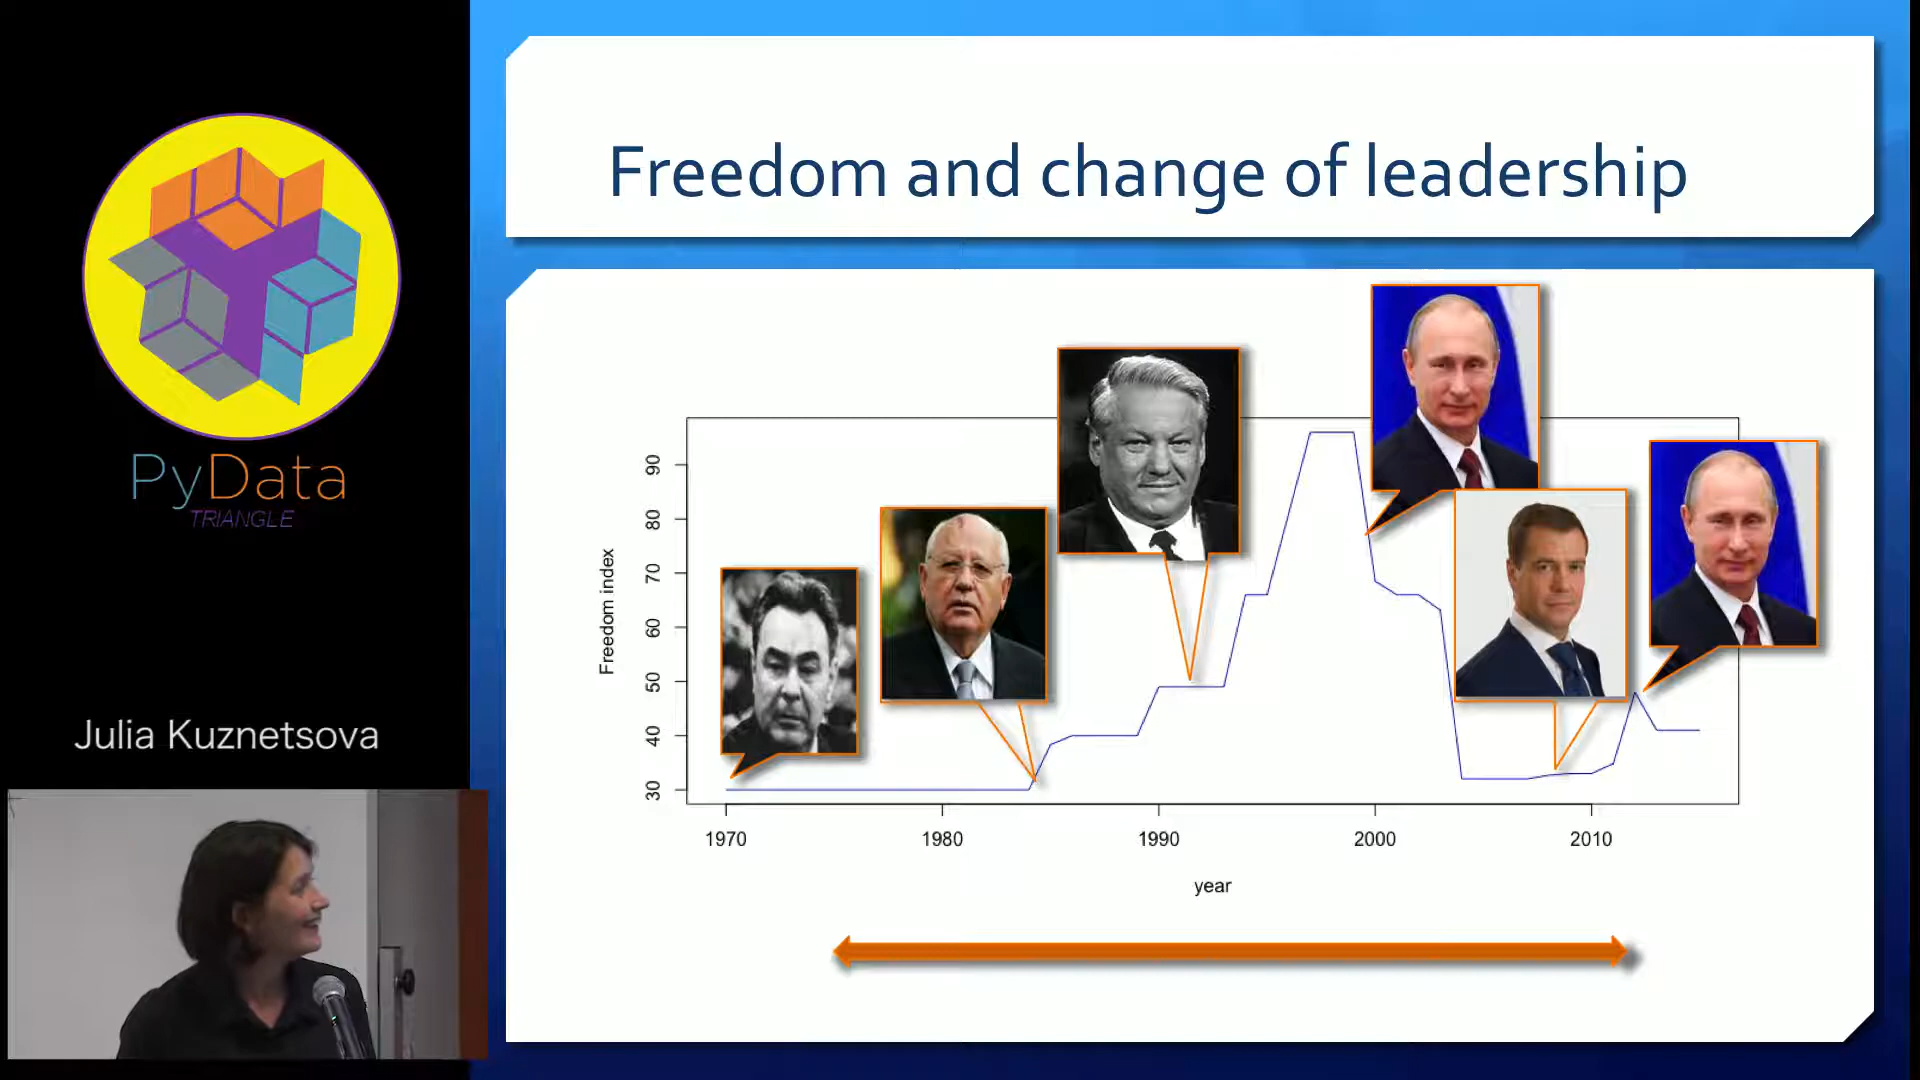 PyData
TRIANGLE
Julia Kuznetsova
Freedom and change of leadership
Freedom index
90
80
70
60
50
40
30
1970
1980
1990
2000
2010
year